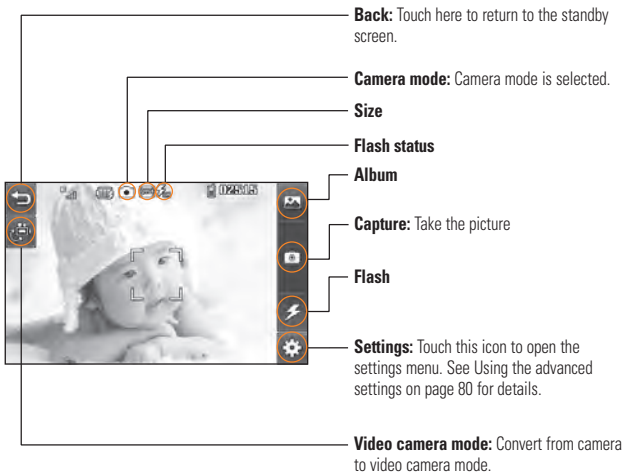 Back: Touch here to return to the standby
screen.
Camera mode: Camera mode is selected.
Size
Flash status
Album
Capture: Take the picture
Flash
Settings: Touch this icon to open the
settings menu. See Using the advanced
settings on page 80 for details.
Video camera mode: Convert from camera
to video camera mode.